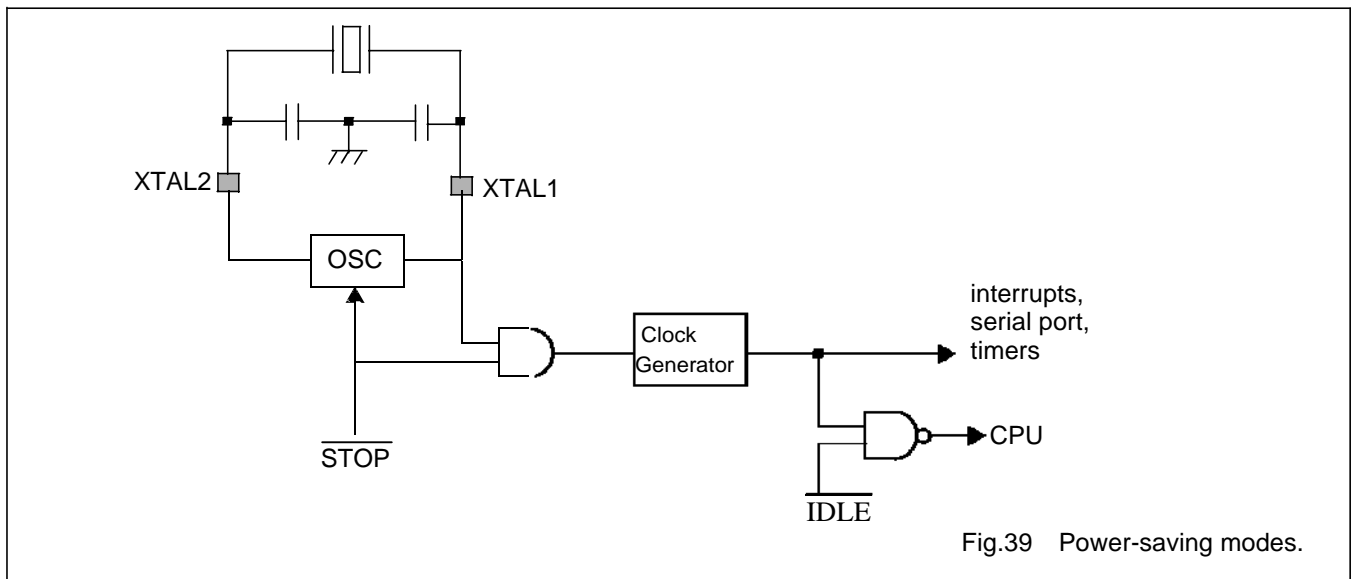 XTAL2
XTAL1
OSC
interrupts,
serial port,
timers
Clock
Generator
CPU
STOP
IDLE
Fig.39 Power-saving modes.